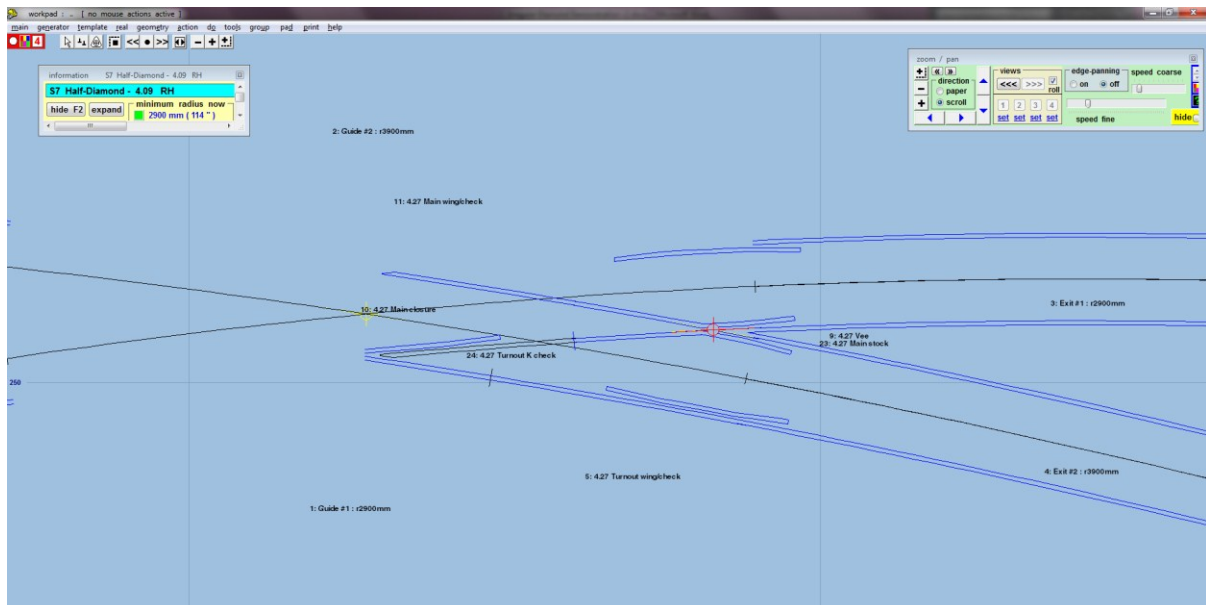 workpad : .. [ no mouse actions active ]
main generator template real geometry action do tools group pad print help
4
<< >>
information S7 Half-Diamond - 4.09 RH
S7 Half-Diamond - 4.09 RH
hide F2 expand minimum radius now
2900 mm ( 114 " )
zoom / pan
direction
paper
scroll
views
<<< >>> roll
1 2 3 4
set set set set
edge-panning
on off
speed coarse
speed fine
hide
2: Guide #2 : r3900mm
11: 4.27 Main wing/check
10: 4.27 Main closure
3: Exit #1 : r2900mm
9: 4.27 Vee
23: 4.27 Main stock
24: 4.27 Turnout K check
250
4: Exit #2 : r3900mm
5: 4.27 Turnout wing/check
1: Guide #1 : r2900mm